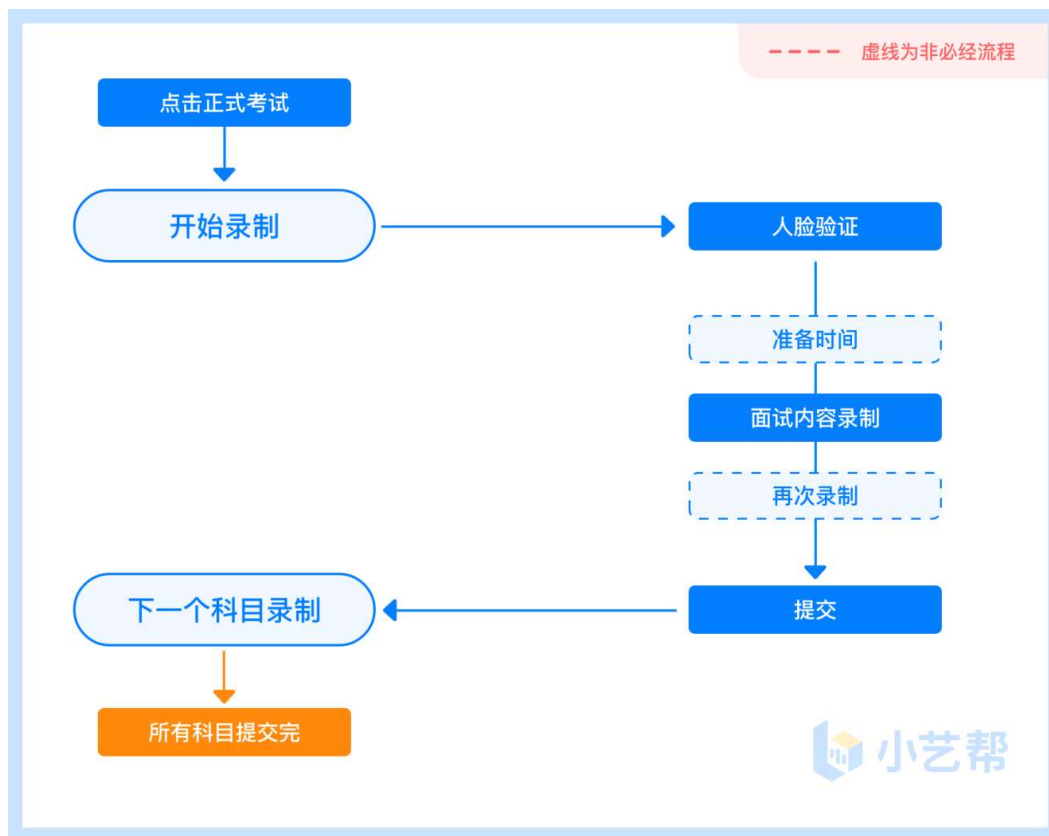 虚线为非必经流程
点击正式考试
开始录制
人脸验证
准备时间
面试内容录制
再次录制
提交
下一个科目录制
所有科目提交完
小艺帮